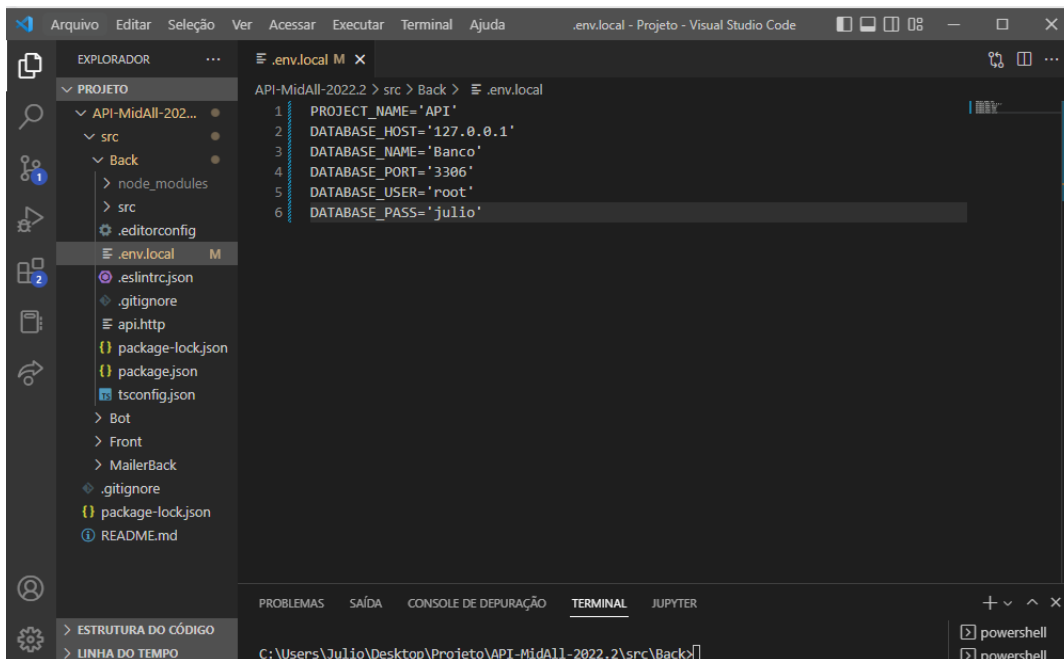 Arquivo Editar Seleção Ver Acessar Executar Terminal Ajuda .env.local - Projeto - Visual Studio Code
EXPLORADOR
.env.local M
PROJETO
API-MidAll-2022.2 > src > Back > .env.local
API-MidAll-202...
src
Back
node_modules
src
.editorconfig
.env.local M
.eslintrc.json
.gitignore
api.http
package-lock.json
package.json
tsconfig.json
Bot
Front
MailerBack
.gitignore
package-lock.json
README.md
1 PROJECT_NAME='API'
2 DATABASE_HOST='127.0.0.1'
3 DATABASE_NAME='Banco'
4 DATABASE_PORT='3306'
5 DATABASE_USER='root'
6 DATABASE_PASS='julio'
1
2
PROBLEMAS SAÍDA CONSOLE DE DEPURAÇÃO TERMINAL JUPYTER
ESTRUTURA DO CÓDIGO
LINHA DO TEMPO
C:\Users\Julio\Desktop\Projeto\API-MidAll-2022.2\src\Back>
powershell
powershell